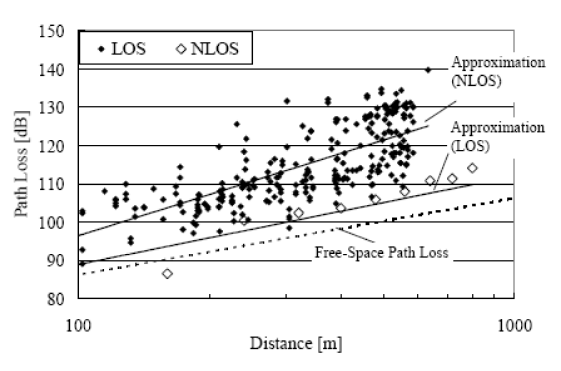 150
140
130
120
110
100
90
80
Path Loss [dB]
LOS
NLOS
Approximation
(NLOS)
Approximation
(LOS)
Free-Space Path Loss
100
1000
Distance [m]